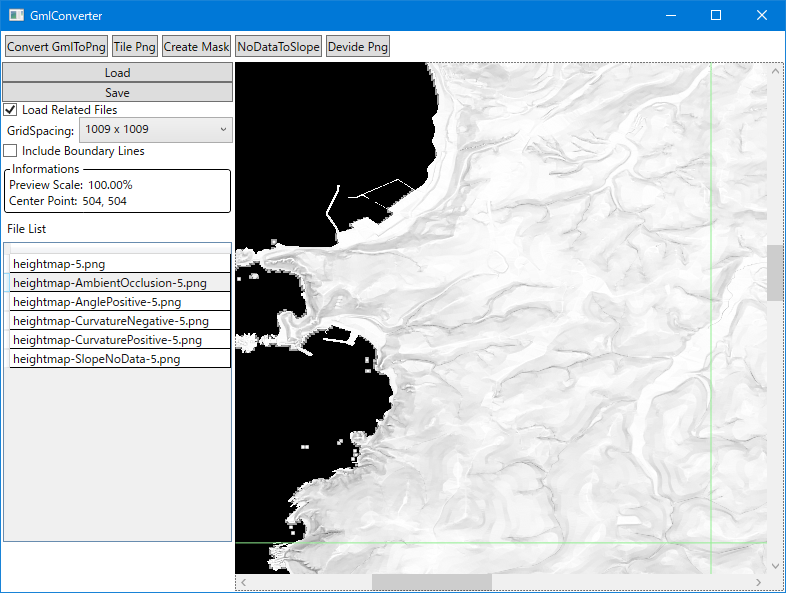 GmlConverter
Convert GmlToPng Tile Png Create Mask NoDataToSlope Devide Png
Load
Save
Load Related Files
GridSpacing: 1009 x 1009
Include Boundary Lines
Informations
Preview Scale: 100.00%
Center Point: 504, 504
File List
heightmap-5.png
heightmap-AmbientOcclusion-5.png
heightmap-AnglePositive-5.png
heightmap-CurvatureNegative-5.png
heightmap-CurvaturePositive-5.png
heightmap-SlopeNoData-5.png